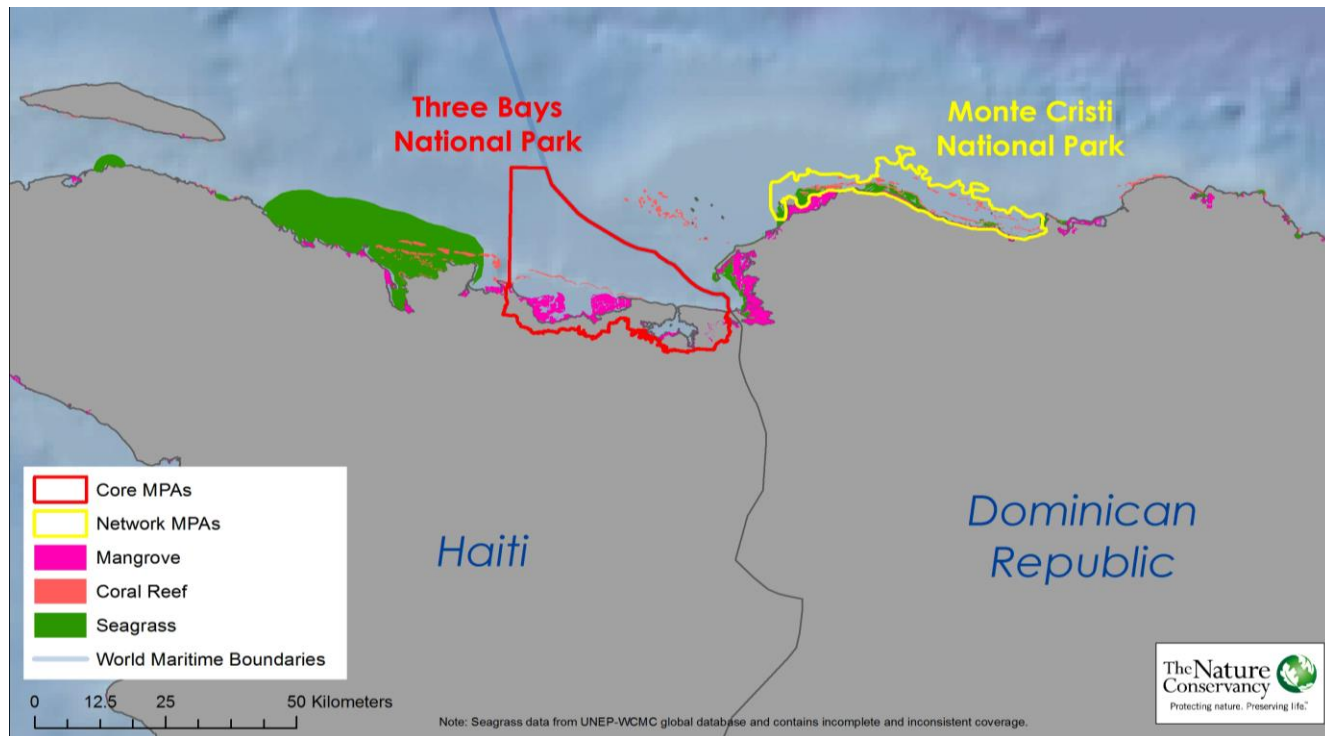 Three Bays
National Park
Monte Cristi
National Park
Haiti
Dominican
Republic
Core MPAs
Network MPAs
Mangrove
Coral Reef
Seagrass
World Maritime Boundaries
0 12.5 25 50 Kilometers
Note: Seagrass data from UNEP-WCMC global database and contains incomplete and inconsistent coverage.
The Nature
Conservancy
Protecting nature. Preserving life.™